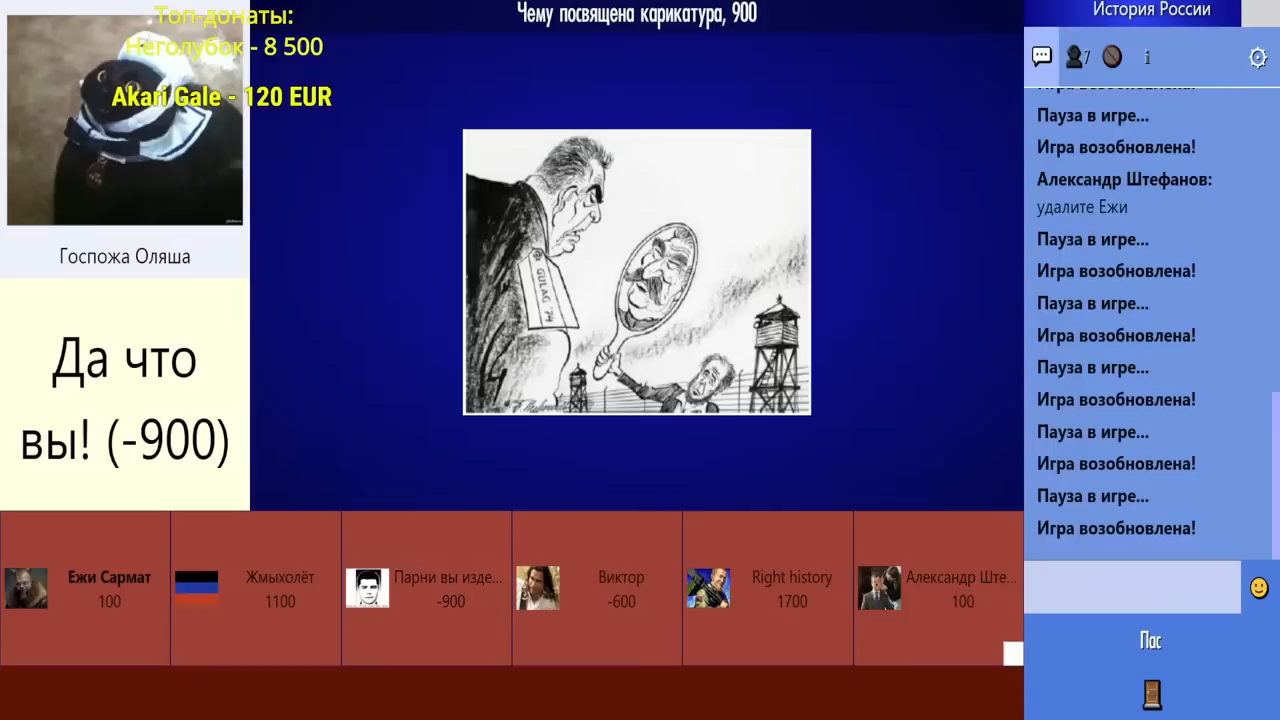 Топ-донаты:
Неголубок - 8 500
Akari Gale - 120 EUR
Госпожа Оляша
Да что
вы! (-900)
Чему посвящена карикатура, 900
GULAG '74
История России
7
i
Игра возобновлена!
Пауза в игре...
Игра возобновлена!
Александр Штефанов:
удалите Ежи
Пауза в игре...
Игра возобновлена!
Пауза в игре...
Игра возобновлена!
Пауза в игре...
Игра возобновлена!
Пауза в игре...
Игра возобновлена!
Пауза в игре...
Игра возобновлена!
Пас
Ежи Сармат
100
Жмыхолёт
1100
Парни вы изде...
-900
Виктор
-600
Right history
1700
Александр Ште...
100